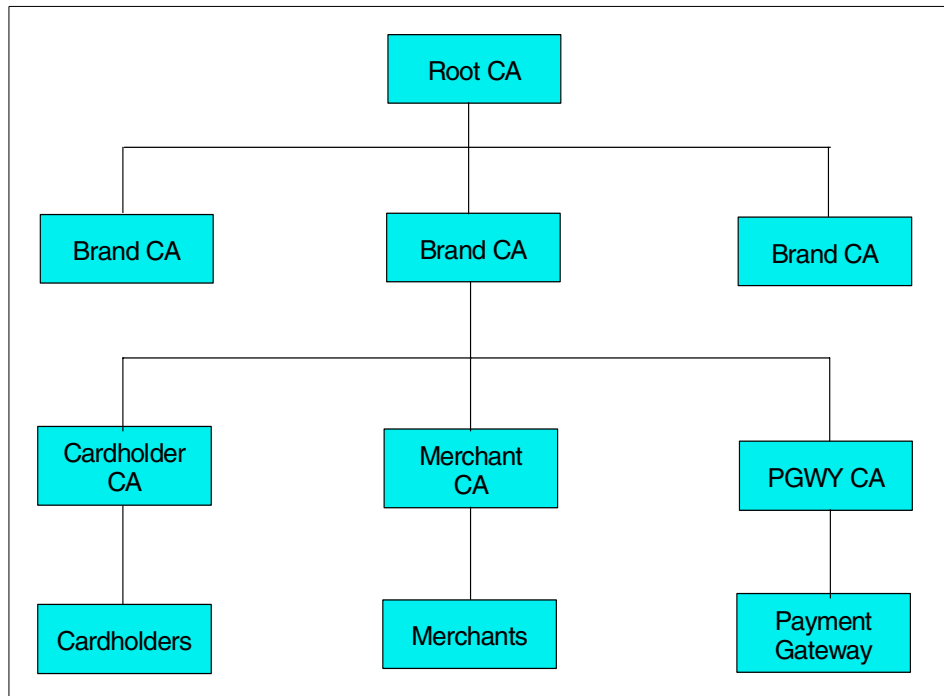 Root CA
Brand CA
Brand CA
Brand CA
Cardholder
CA
Merchant
CA
PGWY CA
Cardholders
Merchants
Payment
Gateway